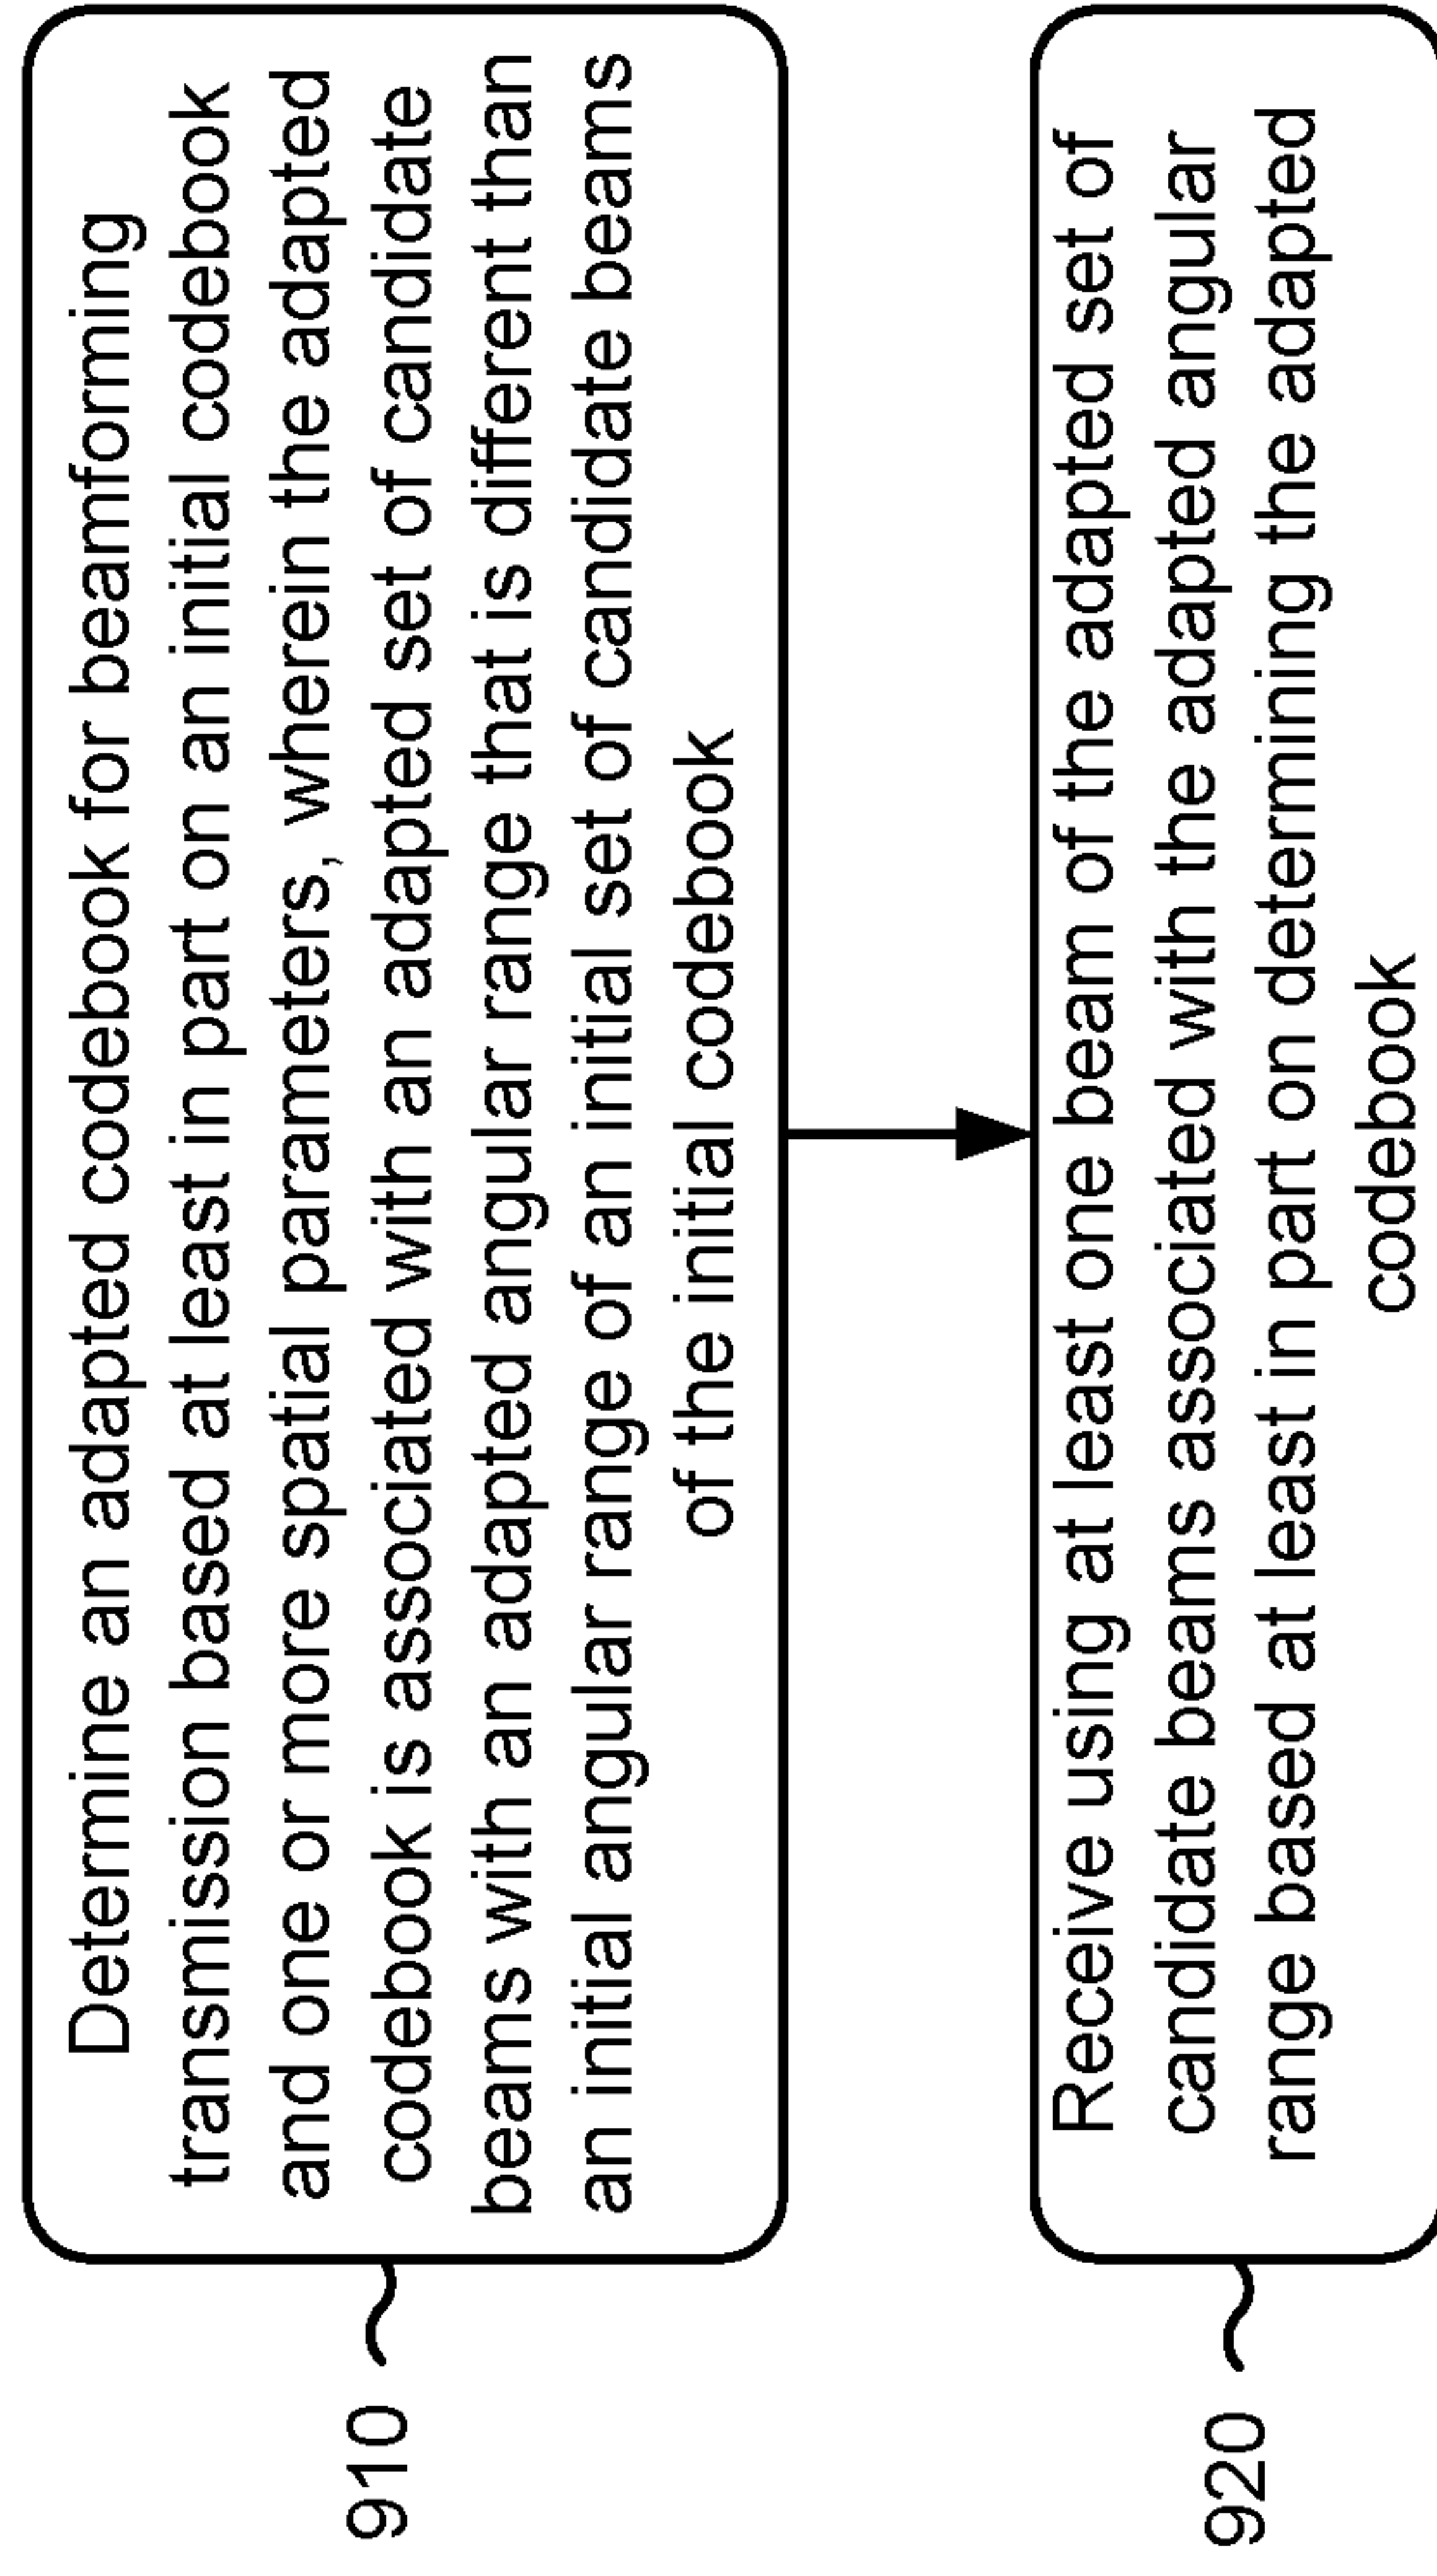 910
Determine an adapted codebook for beamforming
transmission based at least in part on an initial codebook
and one or more spatial parameters, wherein the adapted
codebook is associated with an adapted set of candidate
beams with an adapted angular range that is different than
an initial angular range of an initial set of candidate beams
of the initial codebook
920
Receive using at least one beam of the adapted set of
candidate beams associated with the adapted angular
range based at least in part on determining the adapted
codebook